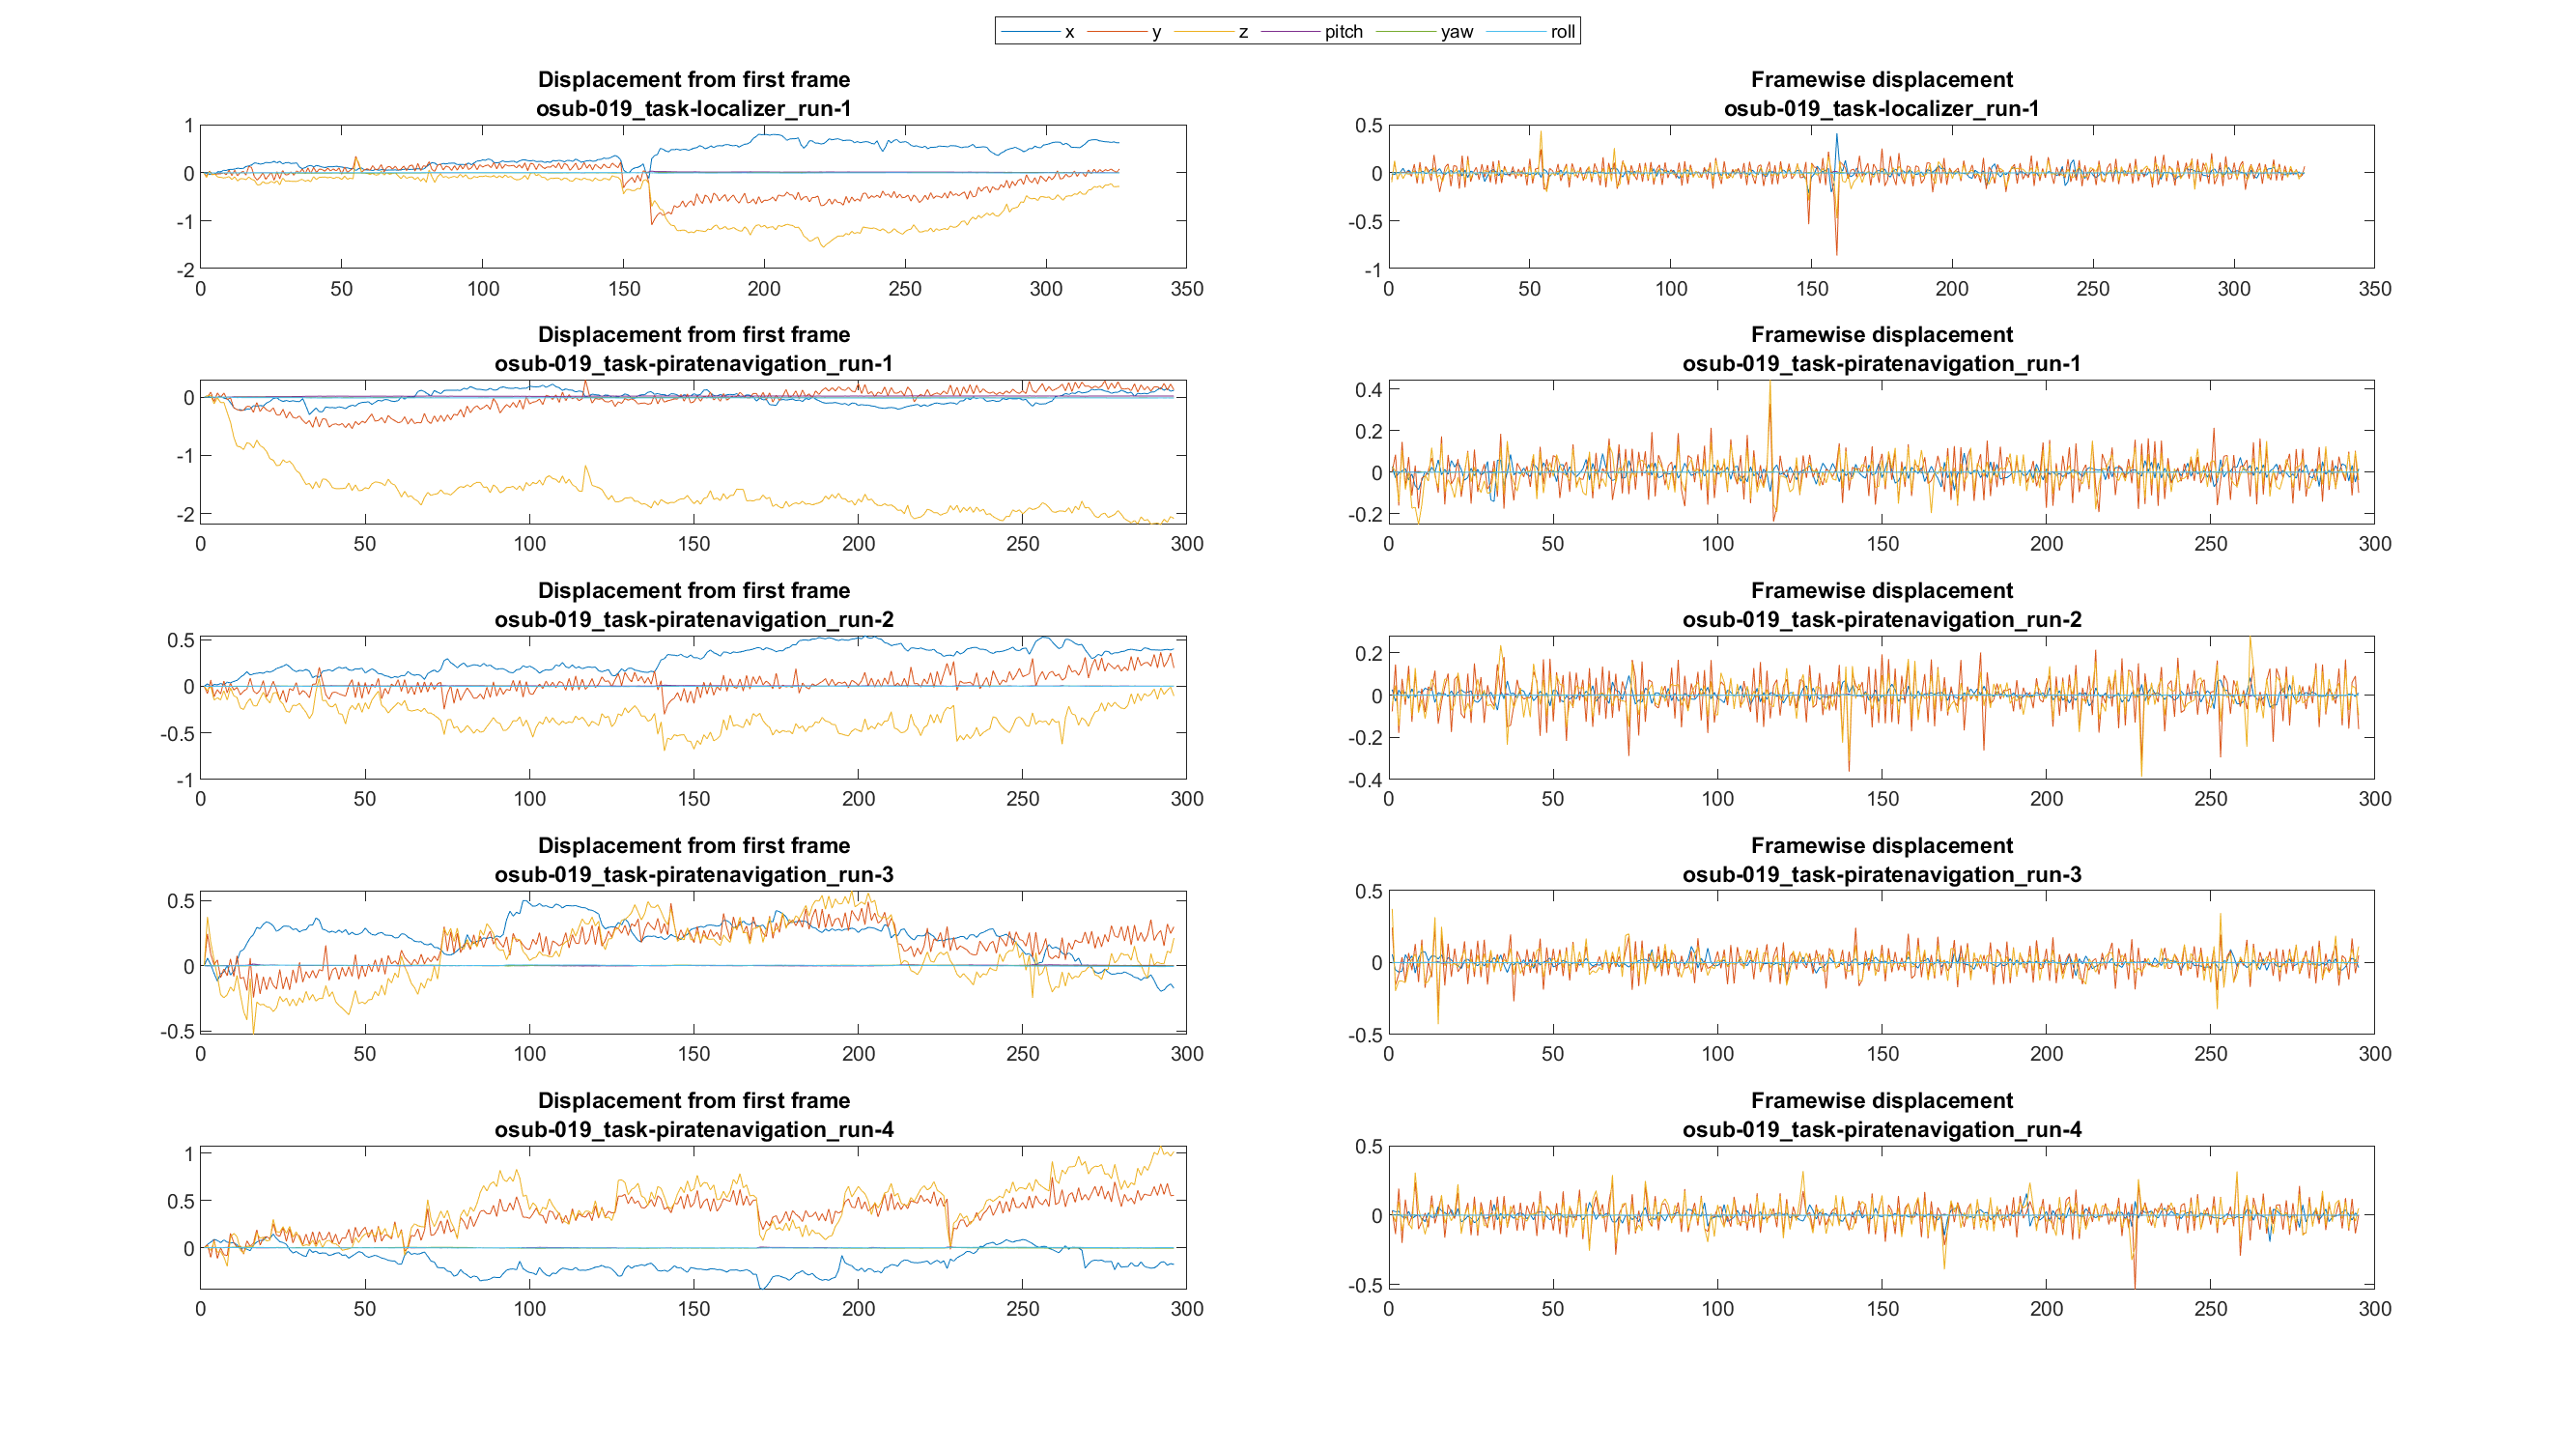 x y z pitch yaw roll
Displacement from first frame
osub-019_task-localizer_run-1
1
0
-1
-2
0 50 100 150 200 250 300 350
Framewise displacement
osub-019_task-localizer_run-1
0.5
0
-0.5
-1
0 50 100 150 200 250 300 350
Displacement from first frame
osub-019_task-piratenavigation_run-1
0
-1
-2
0 50 100 150 200 250 300
Framewise displacement
osub-019_task-piratenavigation_run-1
0.4
0.2
0
-0.2
0 50 100 150 200 250 300
Displacement from first frame
osub-019_task-piratenavigation_run-2
0.5
0
-0.5
-1
0 50 100 150 200 250 300
Framewise displacement
osub-019_task-piratenavigation_run-2
0.2
0
-0.2
-0.4
0 50 100 150 200 250 300
Displacement from first frame
osub-019_task-piratenavigation_run-3
0.5
0
-0.5
0 50 100 150 200 250 300
Framewise displacement
osub-019_task-piratenavigation_run-3
0.5
0
-0.5
0 50 100 150 200 250 300
Displacement from first frame
osub-019_task-piratenavigation_run-4
1
0.5
0
0 50 100 150 200 250 300
Framewise displacement
osub-019_task-piratenavigation_run-4
0.5
0
-0.5
0 50 100 150 200 250 300